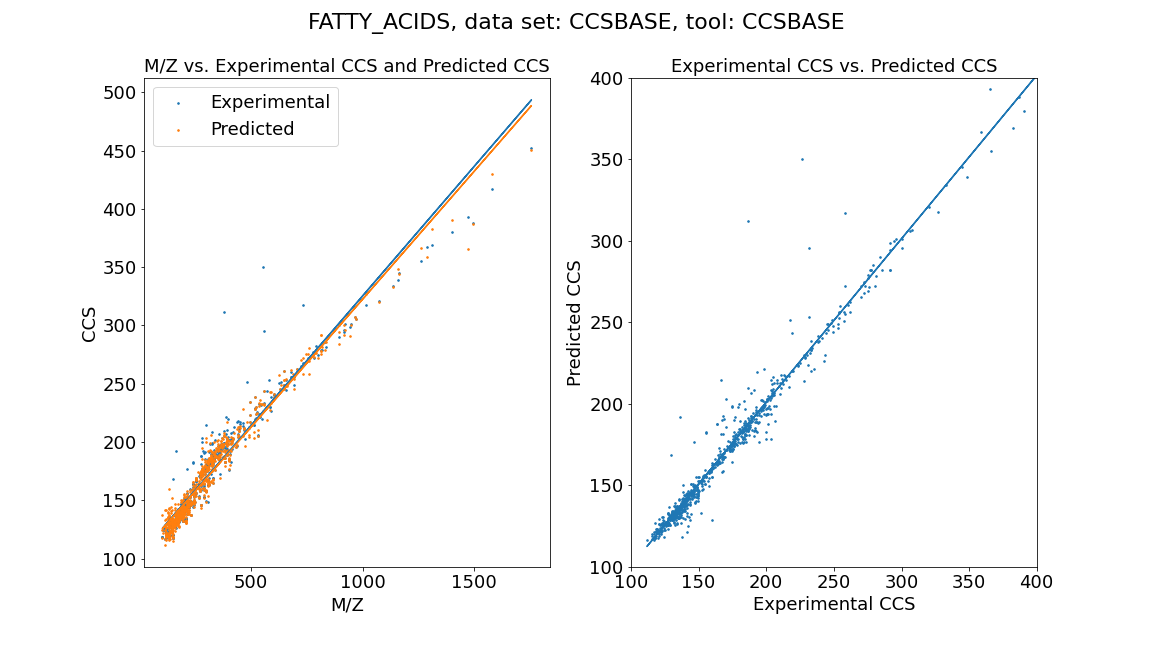 FATTY_ACIDS, data set: CCSBASE, tool: CCSBASE
M/Z vs. Experimental CCS and Predicted CCS
Experimental
Predicted
500
450
400
350
300
250
200
150
100
CCS
500
1000
1500
M/Z
Experimental CCS vs. Predicted CCS
400
350
300
250
200
150
100
Predicted CCS
100
150
200
250
300
350
400
Experimental CCS